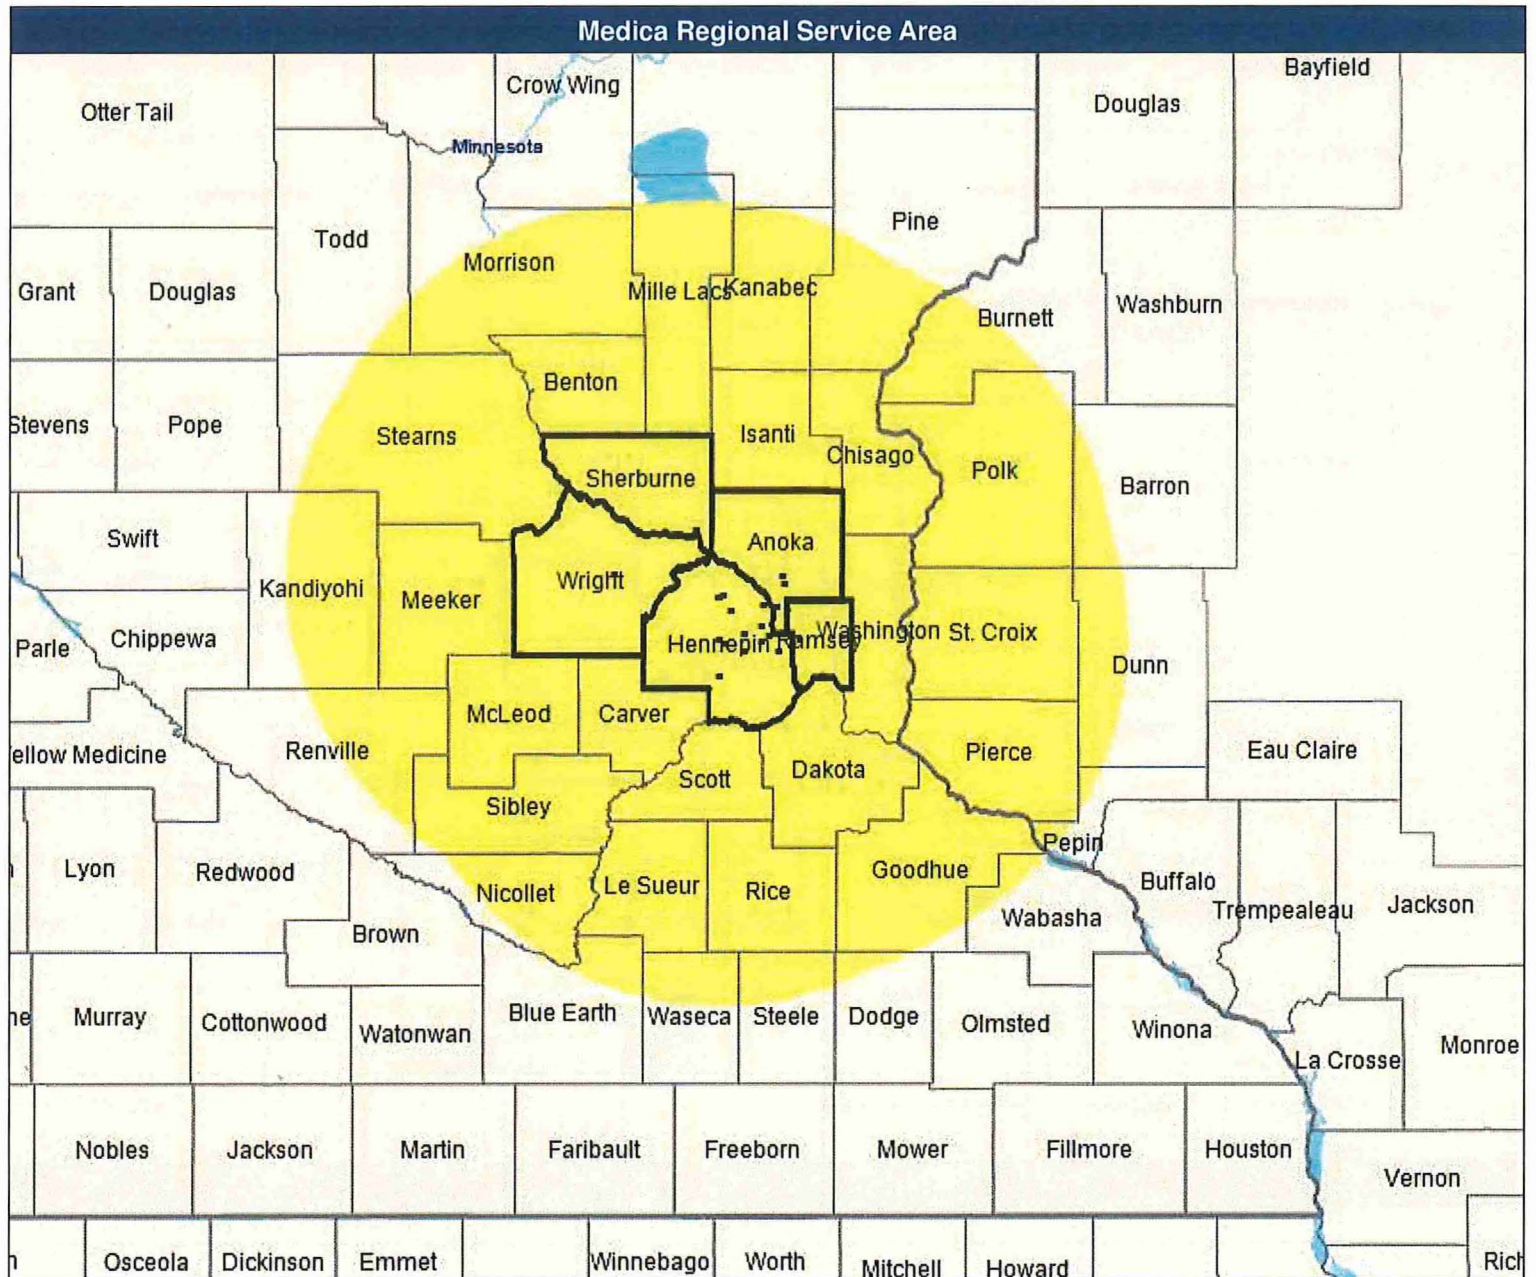 Medica Regional Service Area
Bayfield
Crow Wing
Douglas
Otter Tail
Minnesota
Pine
Todd
Morrison
Grant
Douglas
Mille Lacs
Kanabec
Washburn
Burnett
Benton
Stevens
Pope
Stearns
Isanti
Chisago
Polk
Sherburne
Barron
Swift
Anoka
Wright
Kandiyohi
Meeker
Parle
Chippewa
Hennepin
Ramsey
Washington
St. Croix
Dunn
McLeod
Carver
ellow Medicine
Renville
Scott
Dakota
Pierce
Eau Claire
Sibley
Pepin
Lyon
Redwood
Nicollet
Le Sueur
Rice
Goodhue
Buffalo
Trempealeau
Jackson
Wabasha
Brown
ne
Murray
Cottonwood
Watonwan
Blue Earth
Waseca
Steele
Dodge
Olmsted
Winona
La Crosse
Monroe
Nobles
Jackson
Martin
Faribault
Freeborn
Mower
Fillmore
Houston
Vernon
n
Osceola
Dickinson
Emmet
Winnebago
Worth
Mitchell
Howard
Rich